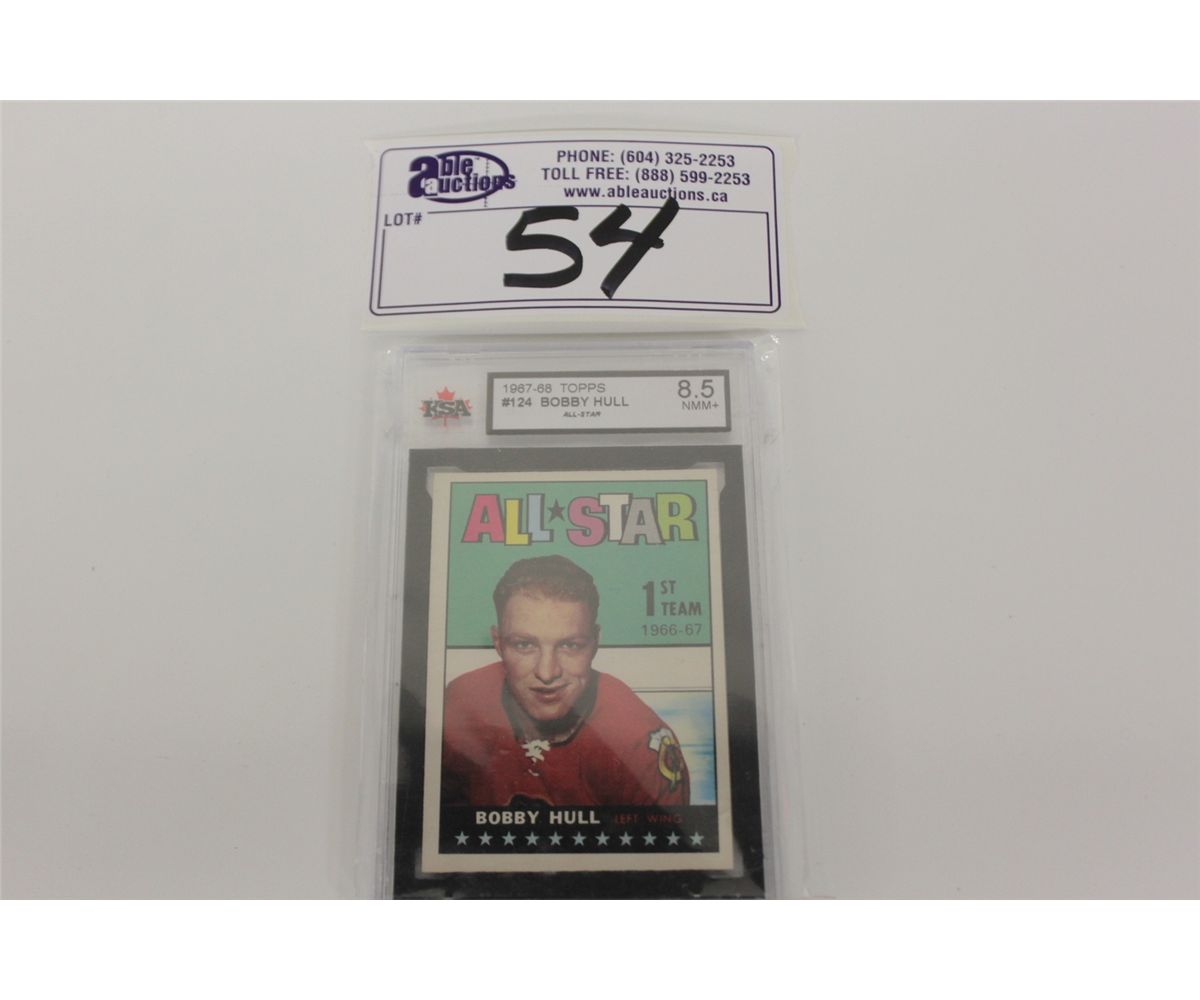 able auctions
PHONE: (604) 325-2253
TOLL FREE: (888) 599-2253
www.ableauctions.ca
LOT#
54
KSA
1967-68 TOPPS
8.5
#124 BOBBY HULL
NMM+
ALL-STAR
ALL★STAR
1ST TEAM
1966-67
BOBBY HULL LEFT WING